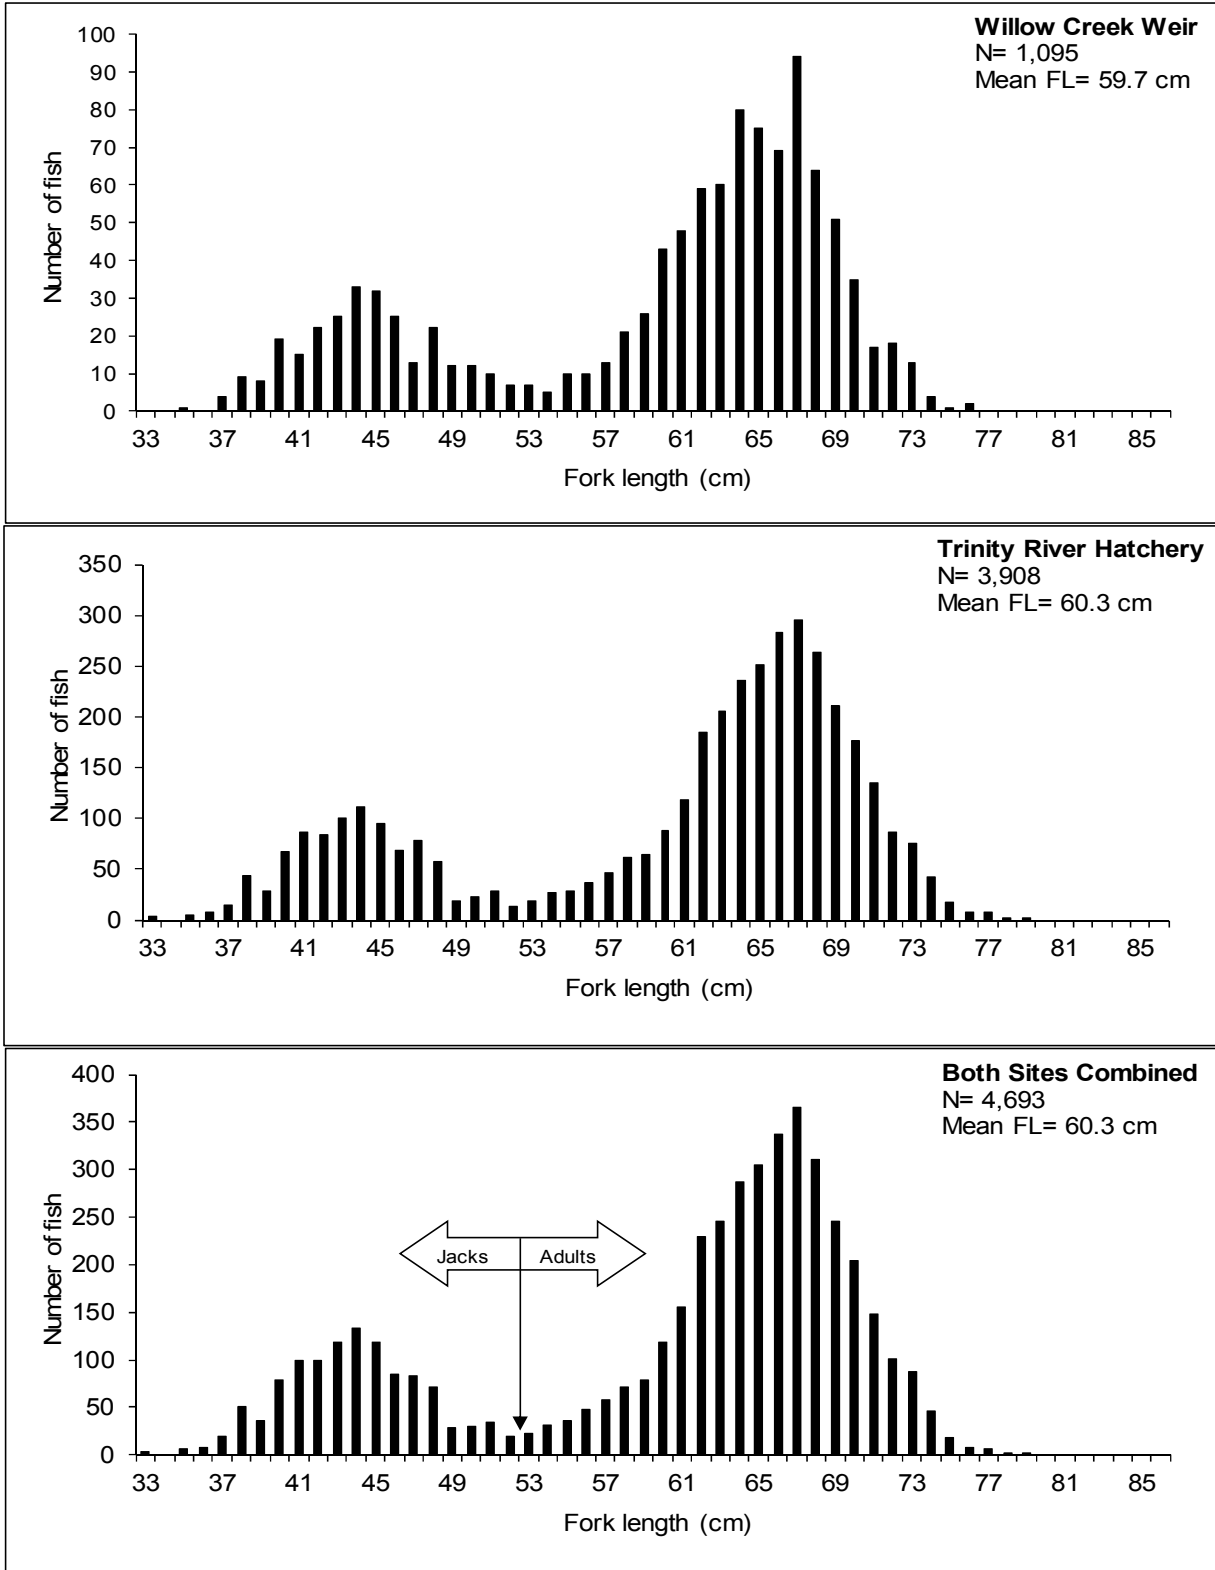 Willow Creek Weir
N= 1,095
Mean FL= 59.7 cm
100
90
80
70
60
50
40
30
20
10
0
Number of fish
33 37 41 45 49 53 57 61 65 69 73 77 81 85
Fork length (cm)
Trinity River Hatchery
N= 3,908
Mean FL= 60.3 cm
350
300
250
200
150
100
50
0
Number of fish
33 37 41 45 49 53 57 61 65 69 73 77 81 85
Fork length (cm)
Both Sites Combined
N= 4,693
Mean FL= 60.3 cm
400
350
300
250
200
150
100
50
0
Number of fish
Jacks Adults
33 37 41 45 49 53 57 61 65 69 73 77 81 85
Fork length (cm)